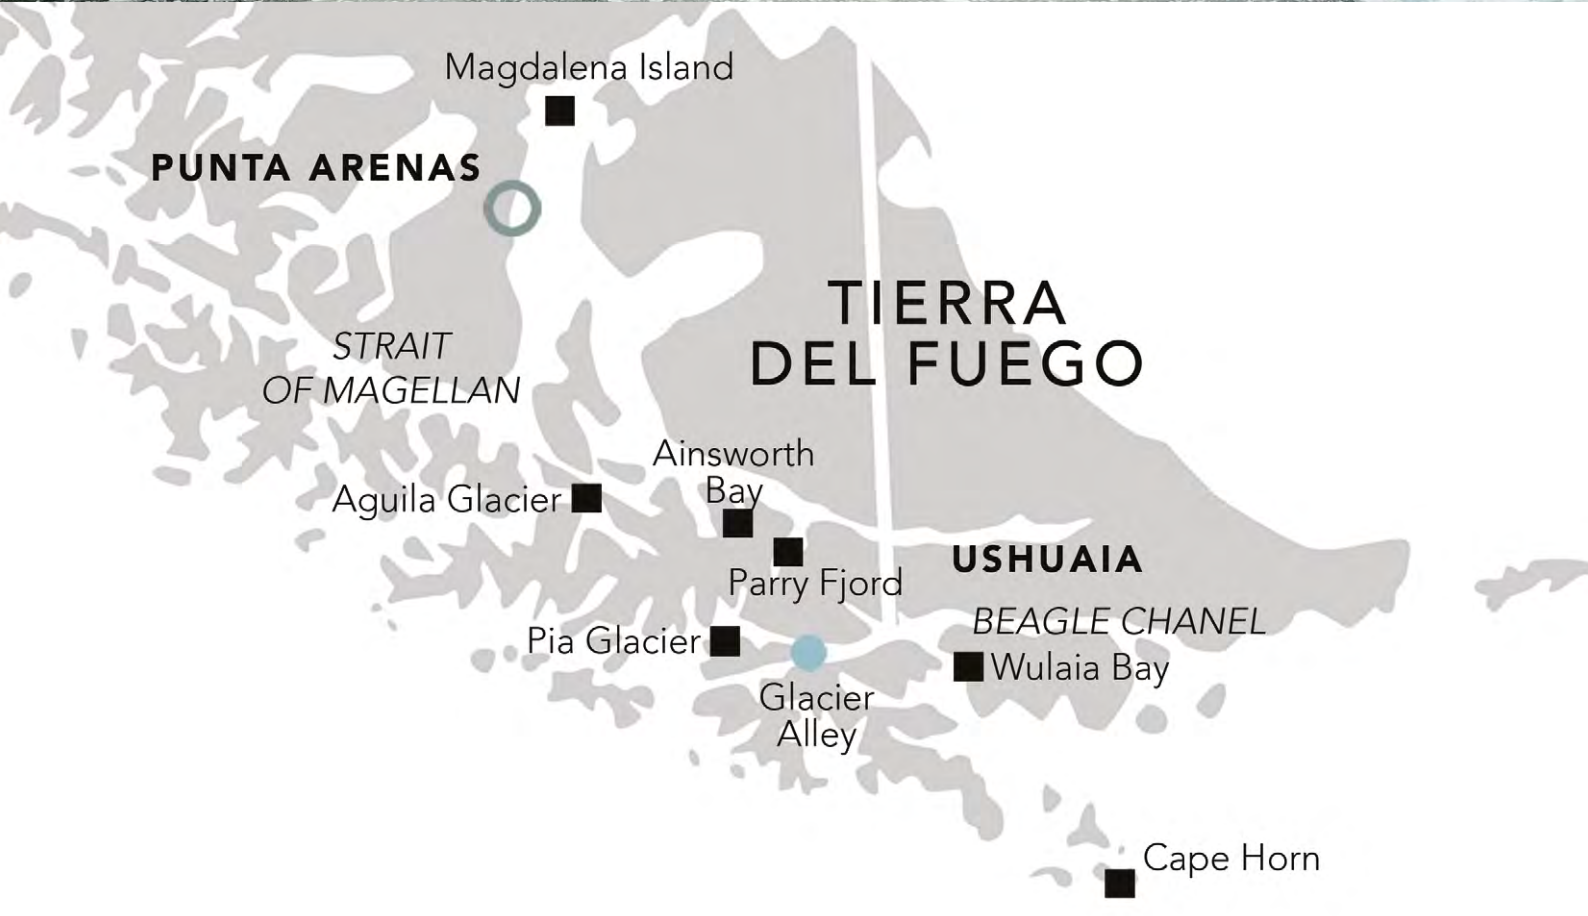 Magdalena Island
PUNTA ARENAS
TIERRA
DEL FUEGO
STRAIT
OF MAGELLAN
Ainsworth
Bay
Aguila Glacier
Parry Fjord
USHUAIA
BEAGLE CHANEL
Pia Glacier
Wulaia Bay
Glacier
Alley
Cape Horn